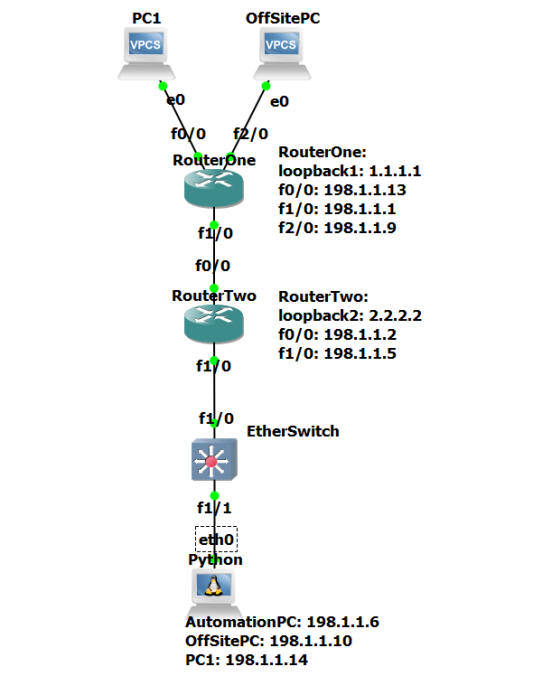 PC1
OffSitePC
VPCS
VPCS
e0
e0
f0/0
f2/0
RouterOne
RouterOne:
loopback1: 1.1.1.1
f0/0: 198.1.1.13
f1/0: 198.1.1.1
f2/0: 198.1.1.9
f1/0
f0/0
RouterTwo
RouterTwo:
loopback2: 2.2.2.2
f0/0: 198.1.1.2
f1/0: 198.1.1.5
f1/0
f1/0
EtherSwitch
f1/1
eth0
Python
AutomationPC: 198.1.1.6
OffSitePC: 198.1.1.10
PC1: 198.1.1.14